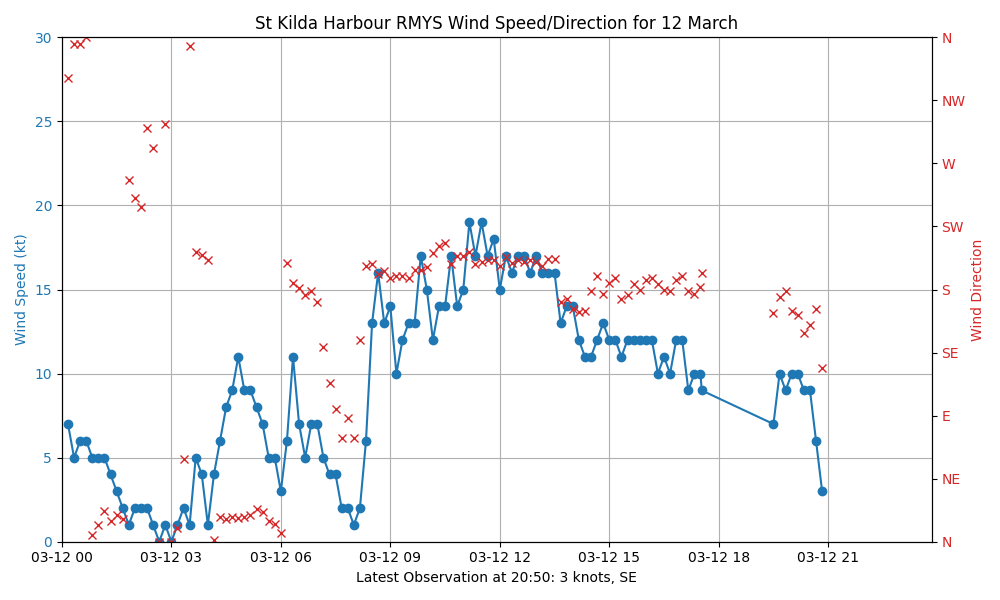 St Kilda Harbour RMYS Wind Speed/Direction for 12 March
30
25
20
15
10
5
0
Wind Speed (kt)
N
NW
W
SW
S
SE
E
NE
N
Wind Direction
03-12 00
03-12 03
03-12 06
03-12 09
03-12 12
03-12 15
03-12 18
03-12 21
Latest Observation at 20:50: 3 knots, SE